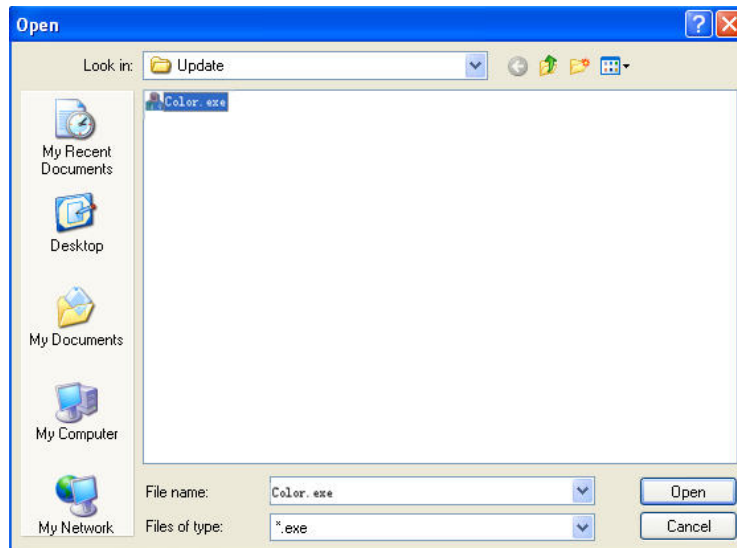 Open
Look in:
Update
Color.exe
My Recent
Documents
Desktop
My Documents
My Computer
My Network
File name:
Color.exe
Open
Files of type:
*.exe
Cancel